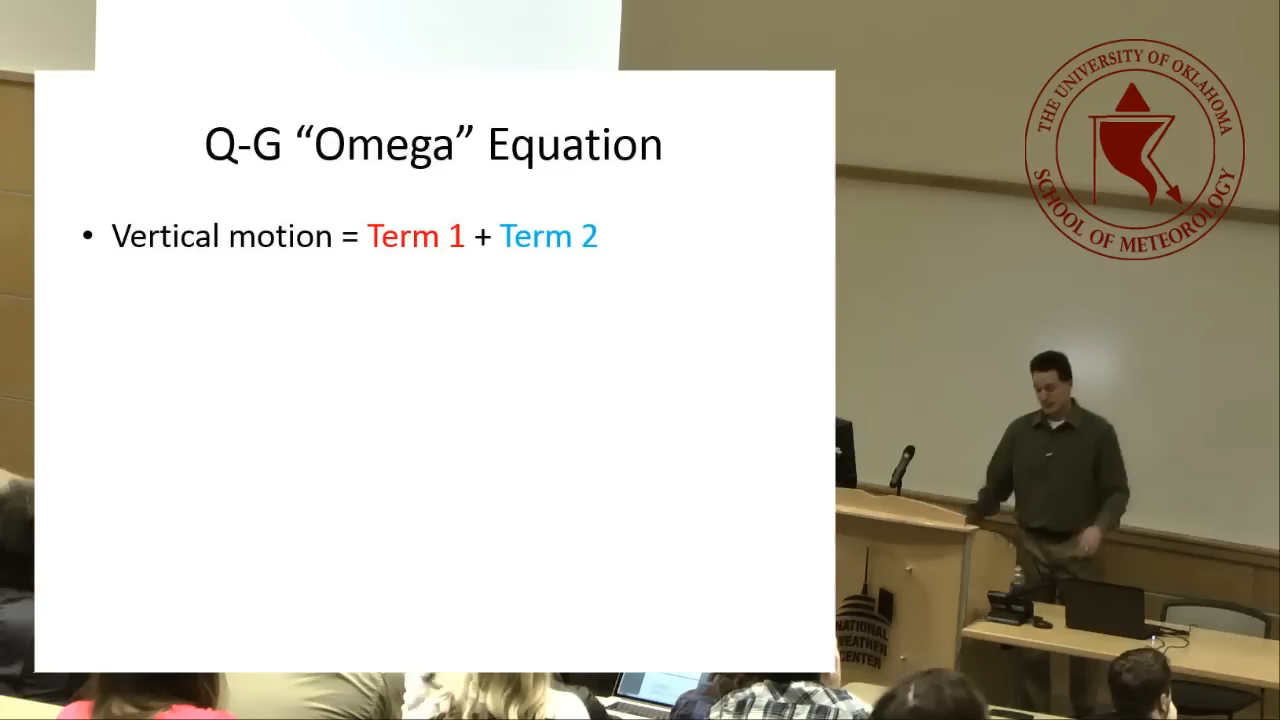 Q-G “Omega” Equation
• Vertical motion = Term 1 + Term 2
THE UNIVERSITY OF OKLAHOMA
SCHOOL OF METEOROLOGY
NATIONAL
WEATHER
CENTER